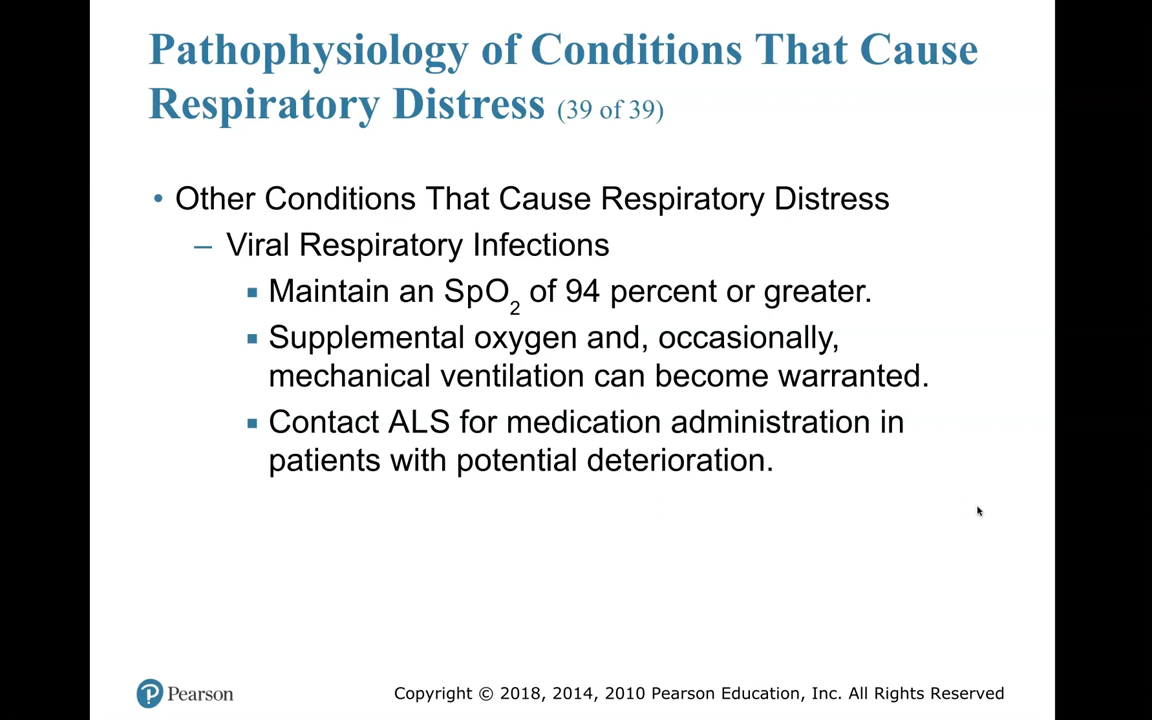 Pathophysiology of Conditions That Cause
Respiratory Distress (39 of 39)
• Other Conditions That Cause Respiratory Distress
– Viral Respiratory Infections
▪ Maintain an SpO2 of 94 percent or greater.
▪ Supplemental oxygen and, occasionally,
mechanical ventilation can become warranted.
▪ Contact ALS for medication administration in
patients with potential deterioration.
Pearson
Copyright © 2018, 2014, 2010 Pearson Education, Inc. All Rights Reserved